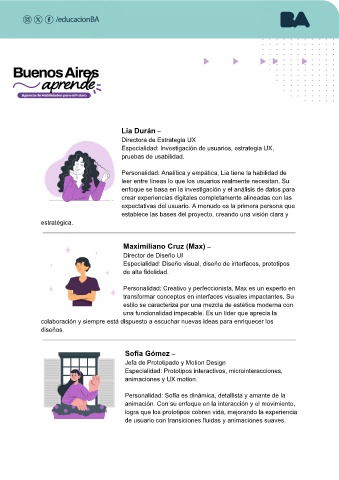 /educacionBA
BA
Buenos Aires
aprende
Agencia de Habilidades para el Futuro
Lía Durán –
Directora de Estrategia UX
Especialidad: Investigación de usuarios, estrategia UX,
pruebas de usabilidad.
Personalidad: Analítica y empática, Lía tiene la habilidad de
leer entre líneas lo que los usuarios realmente necesitan. Su
enfoque se basa en la investigación y el análisis de datos para
crear experiencias digitales completamente alineadas con las
expectativas del usuario. A menudo es la primera persona que
establece las bases del proyecto, creando una visión clara y
estratégica.
Maximiliano Cruz (Max) –
Director de Diseño UI
Especialidad: Diseño visual, diseño de interfaces, prototipos
de alta fidelidad.
Personalidad: Creativo y perfeccionista, Max es un experto en
transformar conceptos en interfaces visuales impactantes. Su
estilo se caracteriza por una mezcla de estética moderna con
una funcionalidad impecable. Es un líder que aprecia la
colaboración y siempre está dispuesto a escuchar nuevas ideas para enriquecer los
diseños.
Sofía Gómez –
Jefa de Prototipado y Motion Design
Especialidad: Prototipos interactivos, microinteracciones,
animaciones y UX motion.
Personalidad: Sofía es dinámica, detallista y amante de la
animación. Con su enfoque en la interacción y el movimiento,
logra que los prototipos cobren vida, mejorando la experiencia
de usuario con transiciones fluidas y animaciones suaves.